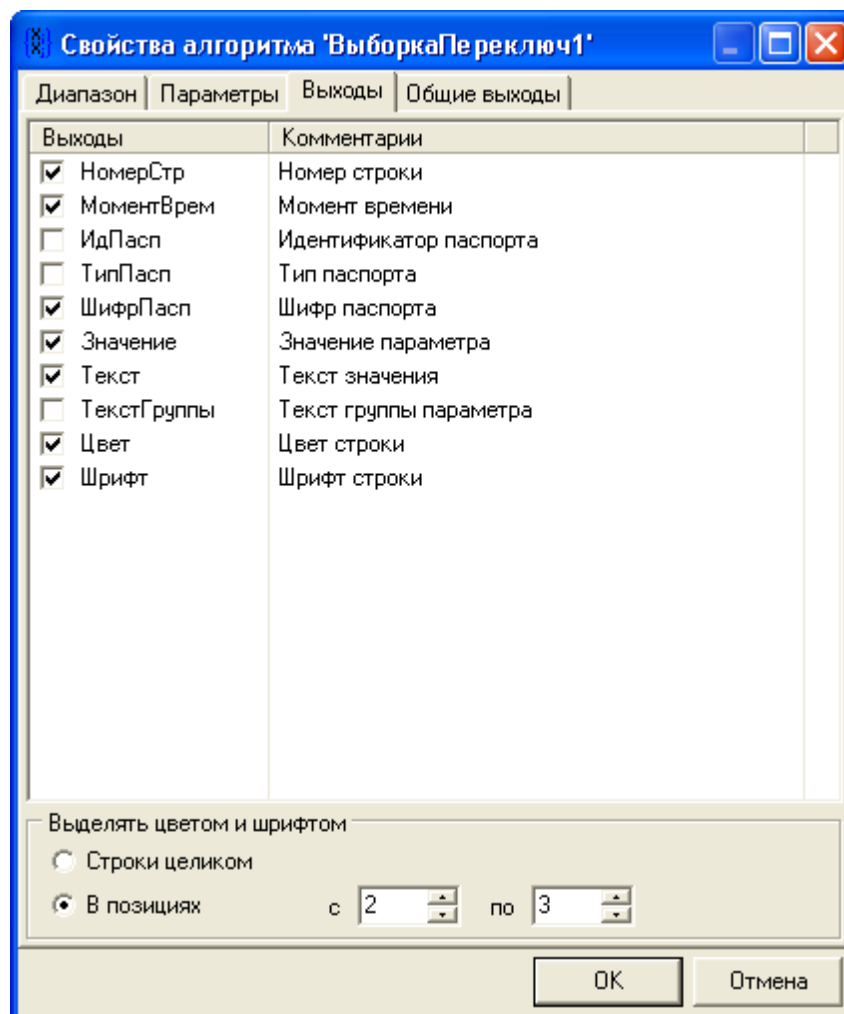 Свойства алгоритма 'ВыборкаПереключ1'
Диапазон Параметры Выходы Общие выходы
Выходы Комментарии
НомерСтр Номер строки
МоментВрем Момент времени
ИдПасп Идентификатор паспорта
ТипПасп Тип паспорта
ШифрПасп Шифр паспорта
Значение Значение параметра
Текст Текст значения
ТекстГруппы Текст группы параметра
Цвет Цвет строки
Шрифт Шрифт строки
Выделять цветом и шрифтом
Строки целиком
В позициях с 2 по 3
OK Отмена